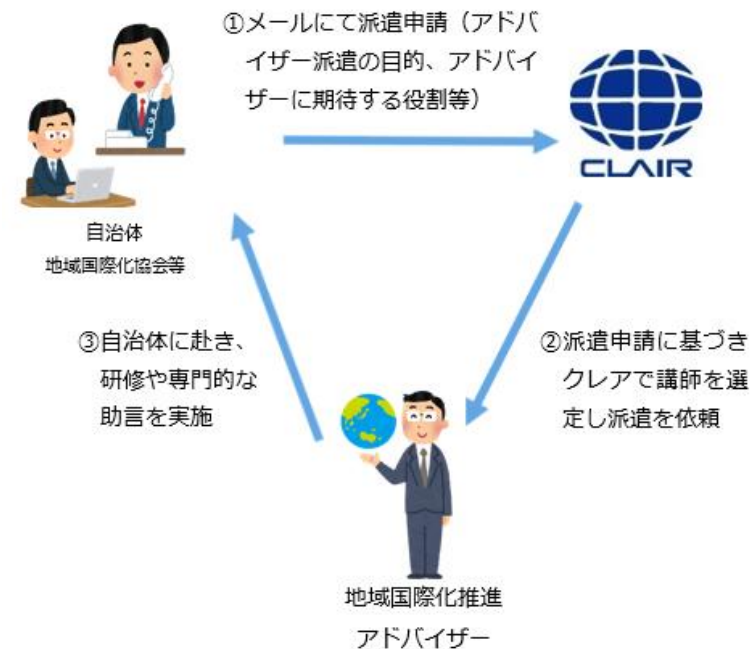 ①メールにて派遣申請（アドバ
イザー派遣の目的、アドバイ
ザーに期待する役割等）
CLAIR
自治体
地域国際化協会等
③自治体に赴き、
研修や専門的な
助言を実施
②派遣申請に基づき
クレアで講師を選
定し派遣を依頼
地域国際化推進
アドバイザー